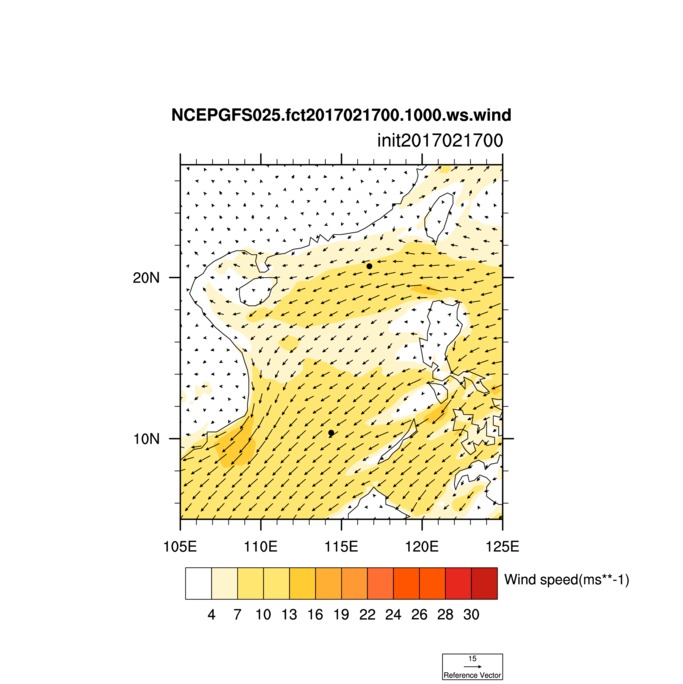 NCEPGFS025.fct2017021700.1000.ws.wind
init2017021700
20N
10N
105E 110E 115E 120E 125E
Wind speed(ms**-1)
4 7 10 13 16 19 22 24 26 28 30
15
Reference Vector